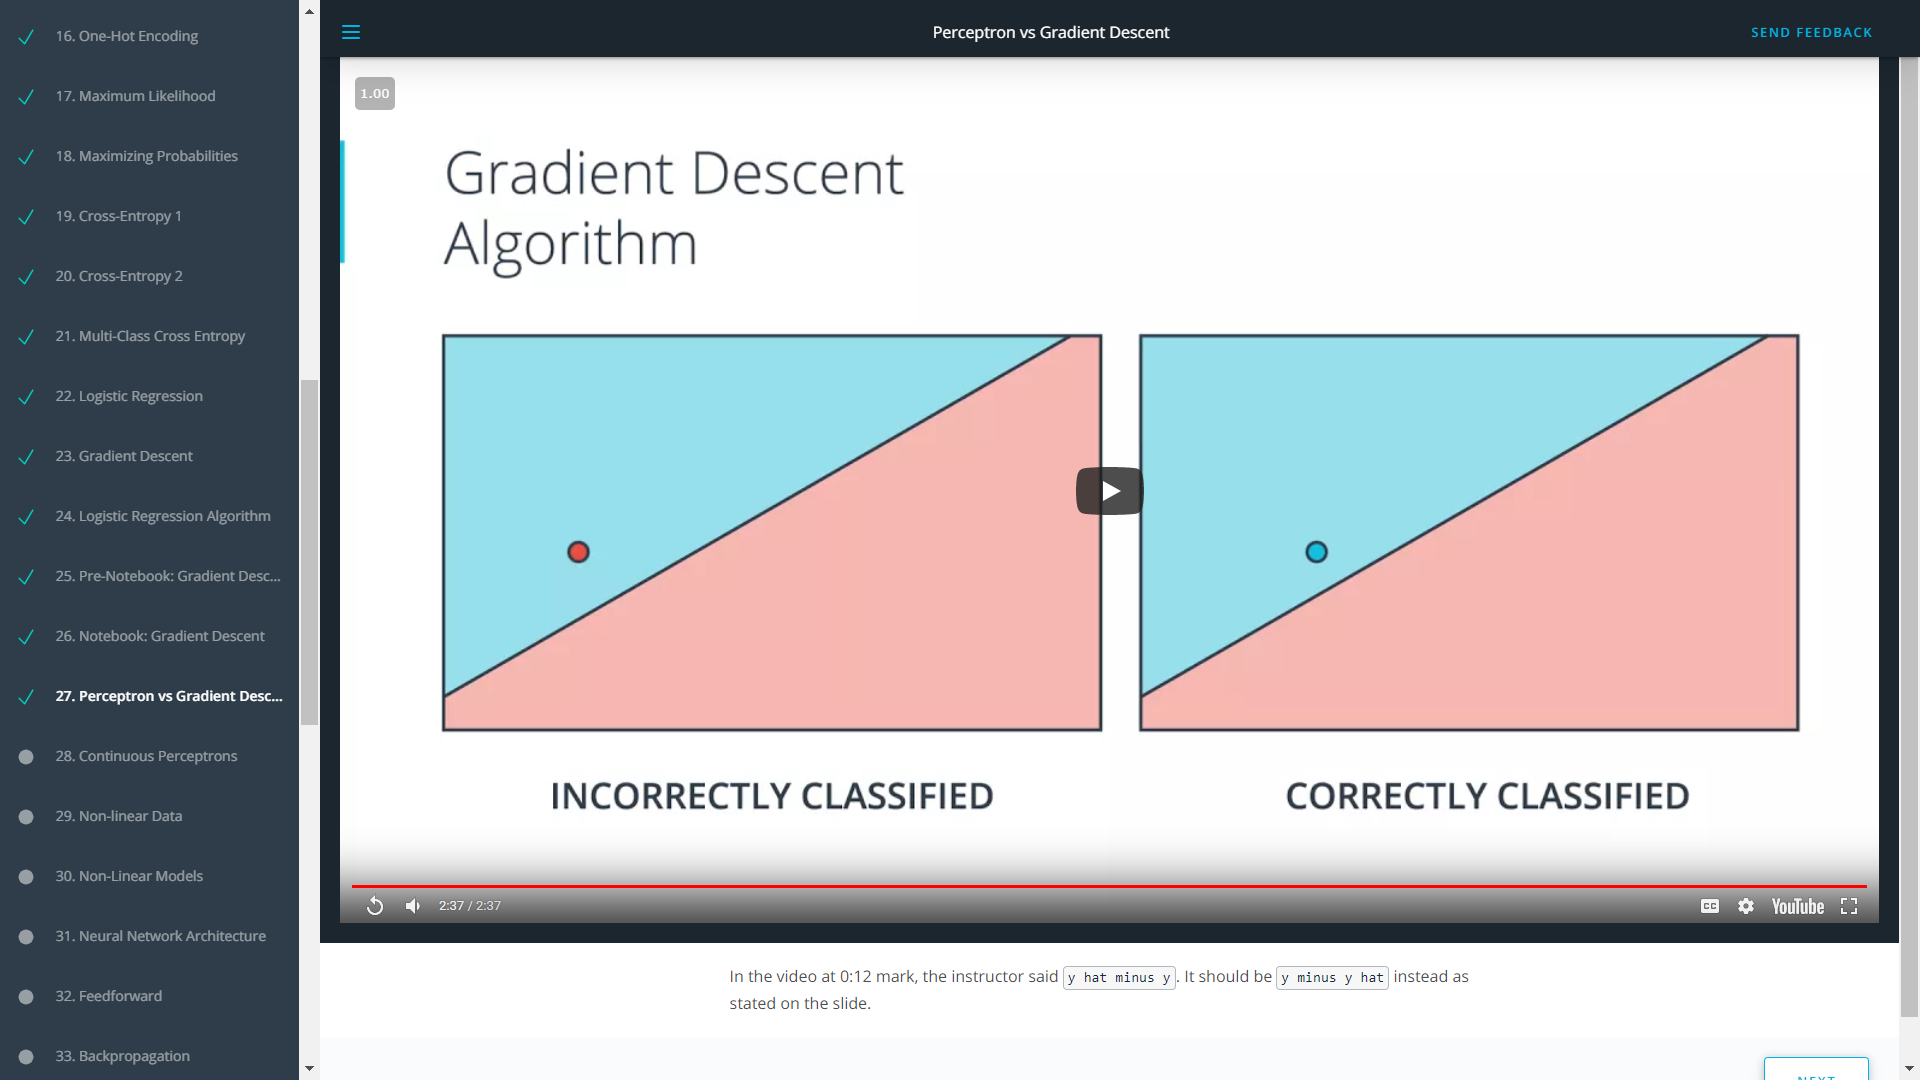 16. One-Hot Encoding
17. Maximum Likelihood
18. Maximizing Probabilities
19. Cross-Entropy 1
20. Cross-Entropy 2
21. Multi-Class Cross Entropy
22. Logistic Regression
23. Gradient Descent
24. Logistic Regression Algorithm
25. Pre-Notebook: Gradient Desc...
26. Notebook: Gradient Descent
27. Perceptron vs Gradient Desc...
28. Continuous Perceptrons
29. Non-linear Data
30. Non-Linear Models
31. Neural Network Architecture
32. Feedforward
33. Backpropagation
Perceptron vs Gradient Descent
SEND FEEDBACK
1.00
Gradient Descent
Algorithm
INCORRECTLY CLASSIFIED
CORRECTLY CLASSIFIED
2:37 / 2:37
CC
YouTube
In the video at 0:12 mark, the instructor said y hat minus y. It should be y minus y hat instead as
stated on the slide.
NEXT